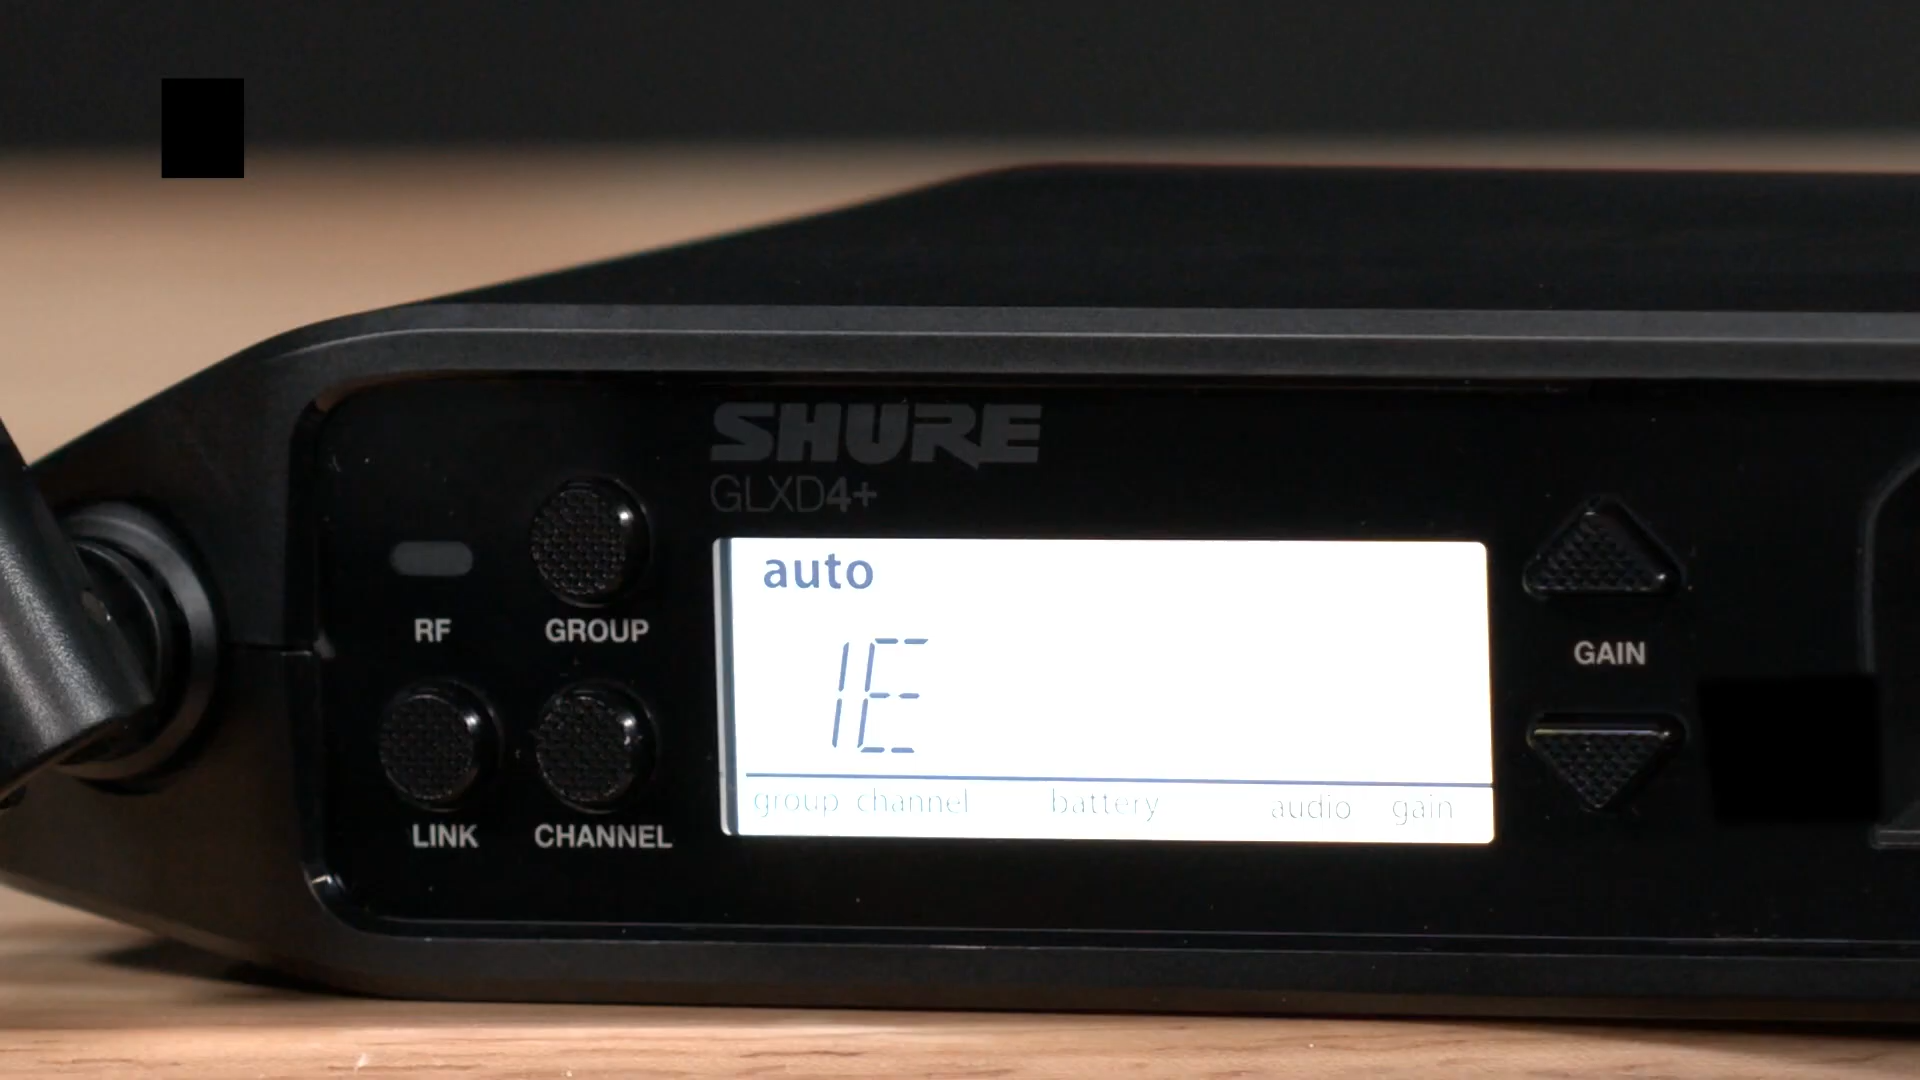 SHURE
GLXD4+
auto
RF GROUP
1E
GAIN
group channel battery audio gain
LINK CHANNEL